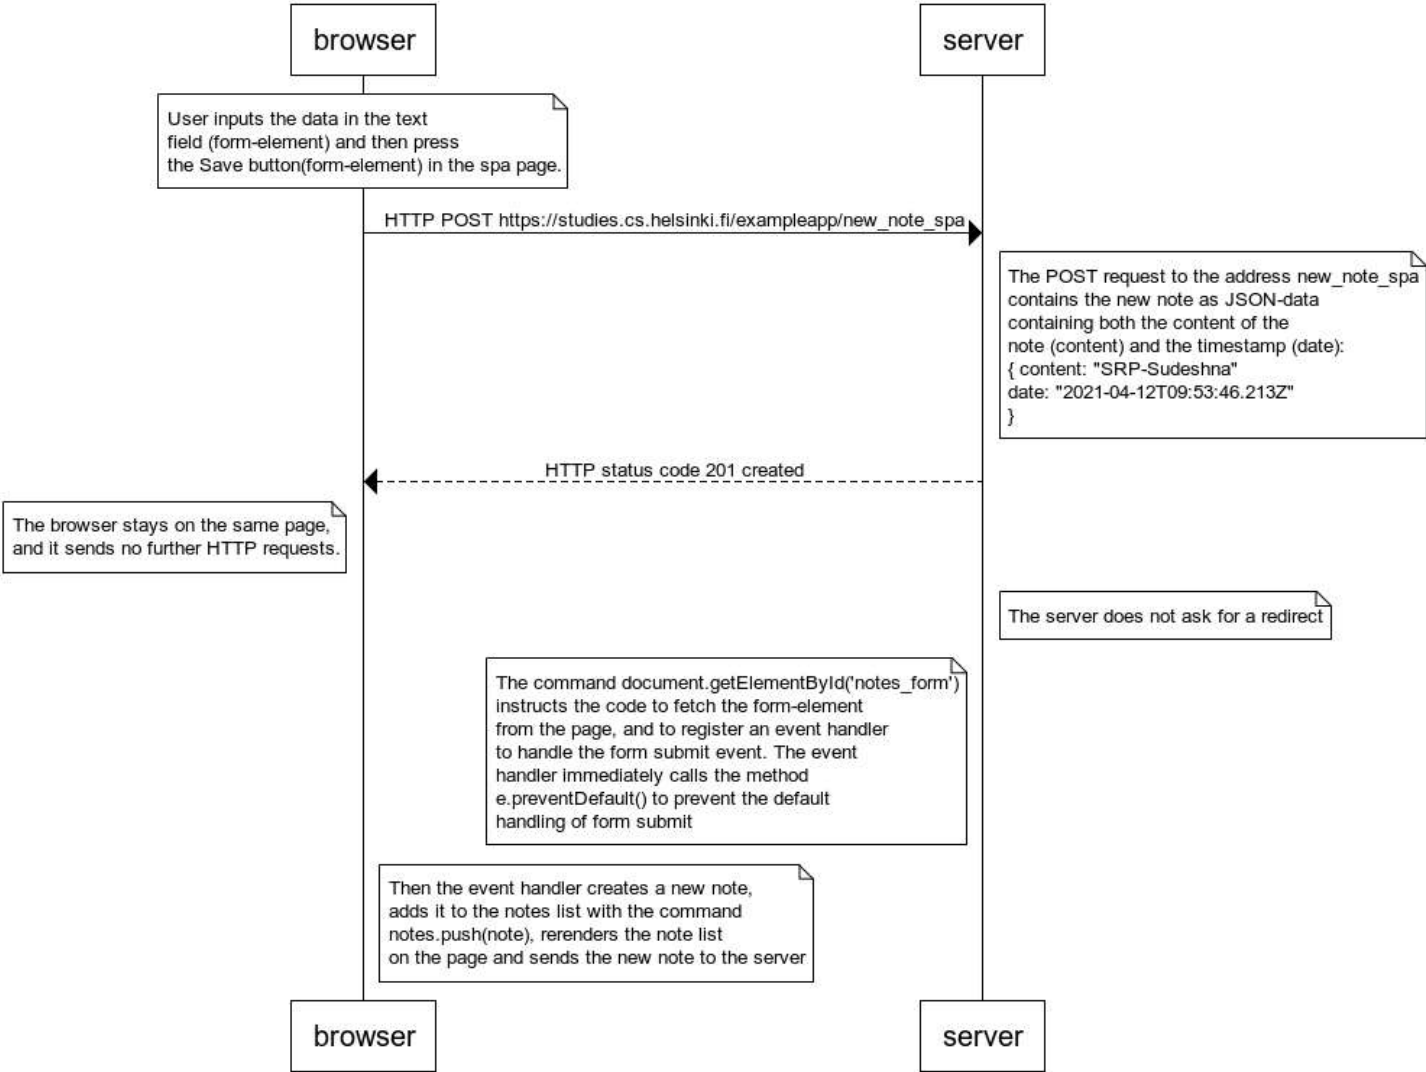 browser
server
User inputs the data in the text
field (form-element) and then press
the Save button(form-element) in the spa page.
HTTP POST https://studies.cs.helsinki.fi/exampleapp/new_note_spa
The POST request to the address new_note_spa
contains the new note as JSON-data
containing both the content of the
note (content) and the timestamp (date):
{ content: "SRP-Sudeshna"
date: "2021-04-12T09:53:46.213Z"
}
HTTP status code 201 created
The browser stays on the same page,
and it sends no further HTTP requests.
The server does not ask for a redirect
The command document.getElementById('notes_form')
instructs the code to fetch the form-element
from the page, and to register an event handler
to handle the form submit event. The event
handler immediately calls the method
e.preventDefault() to prevent the default
handling of form submit
Then the event handler creates a new note,
adds it to the notes list with the command
notes.push(note), rerenders the note list
on the page and sends the new note to the server
browser
server